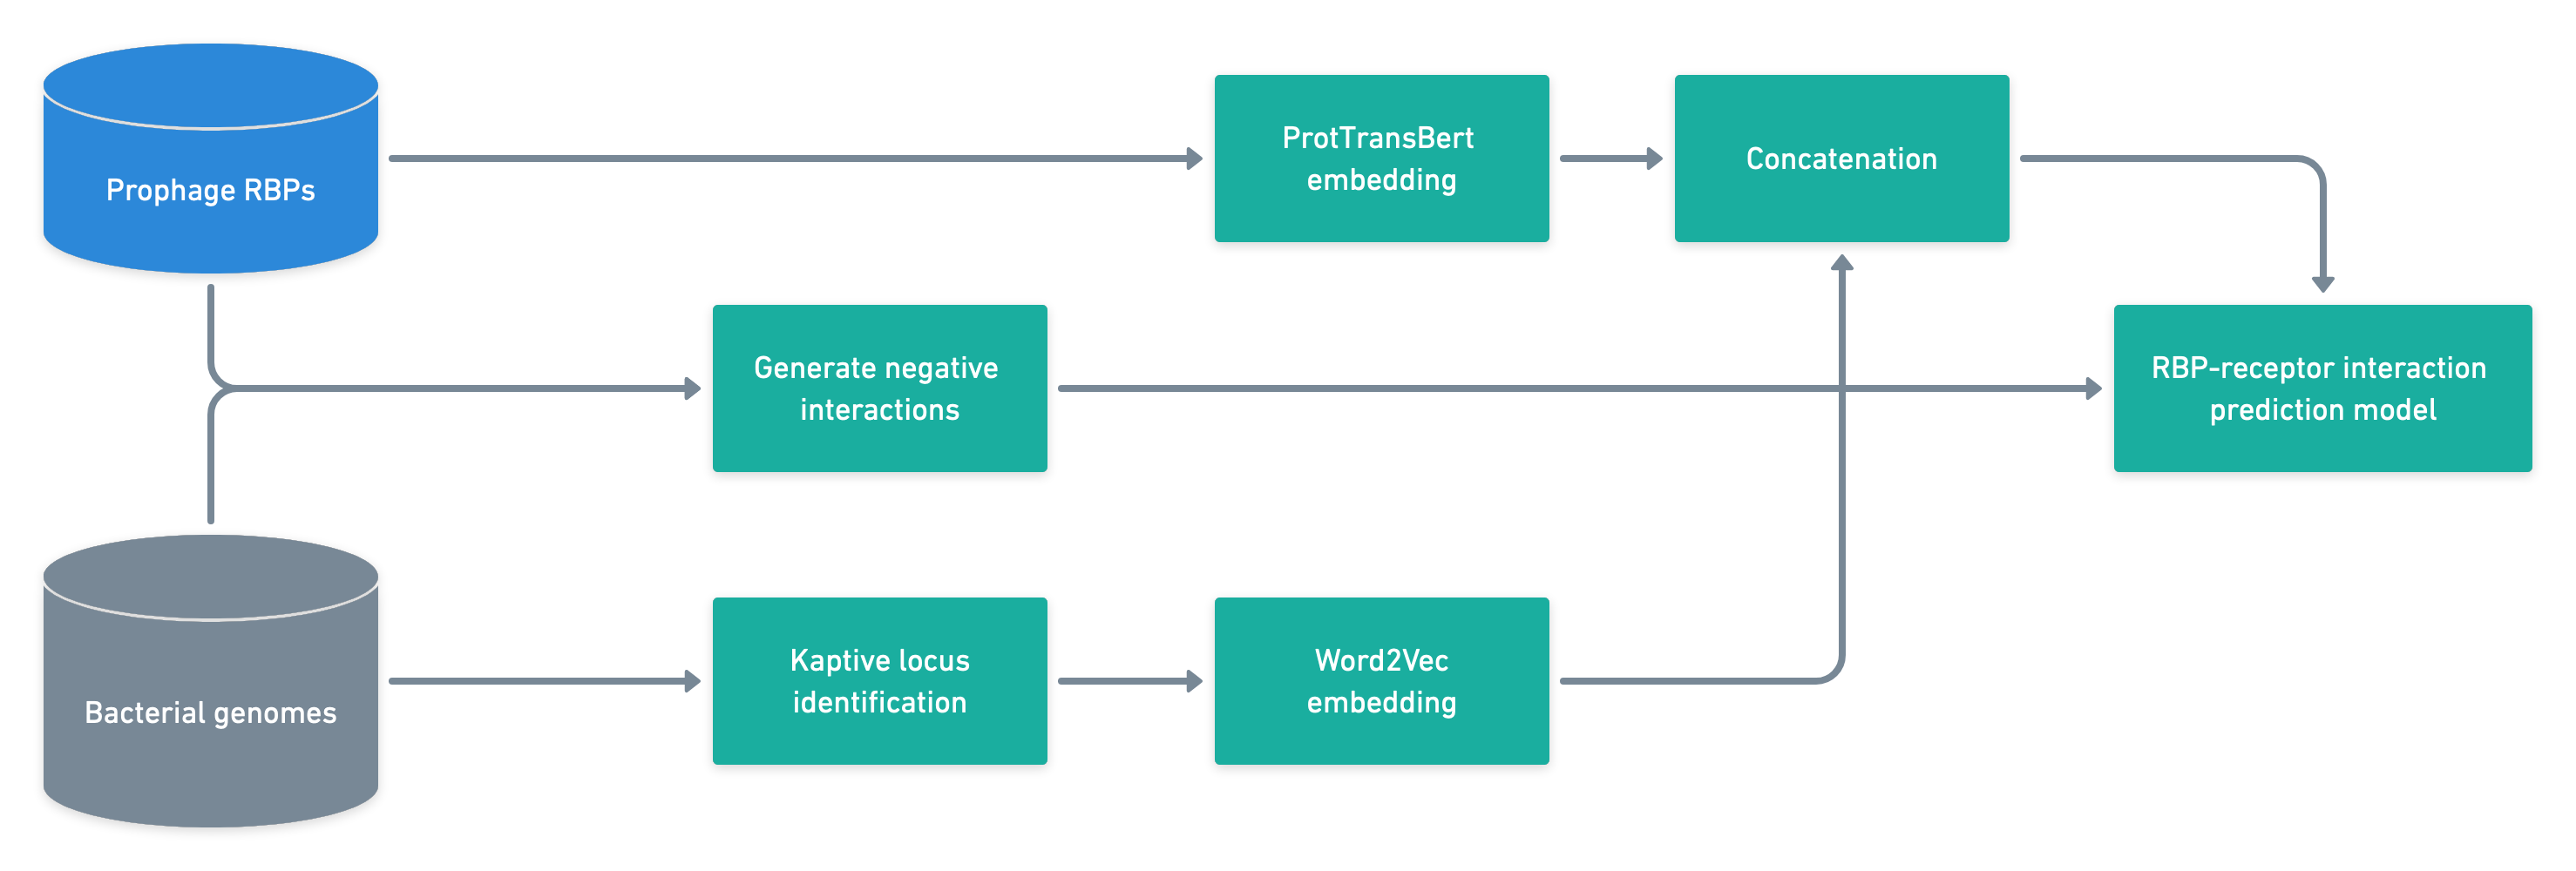 Prophage RBPs
ProtTransBert
embedding
Concatenation
Generate negative
interactions
RBP-receptor interaction
prediction model
Bacterial genomes
Kaptive locus
identification
Word2Vec
embedding